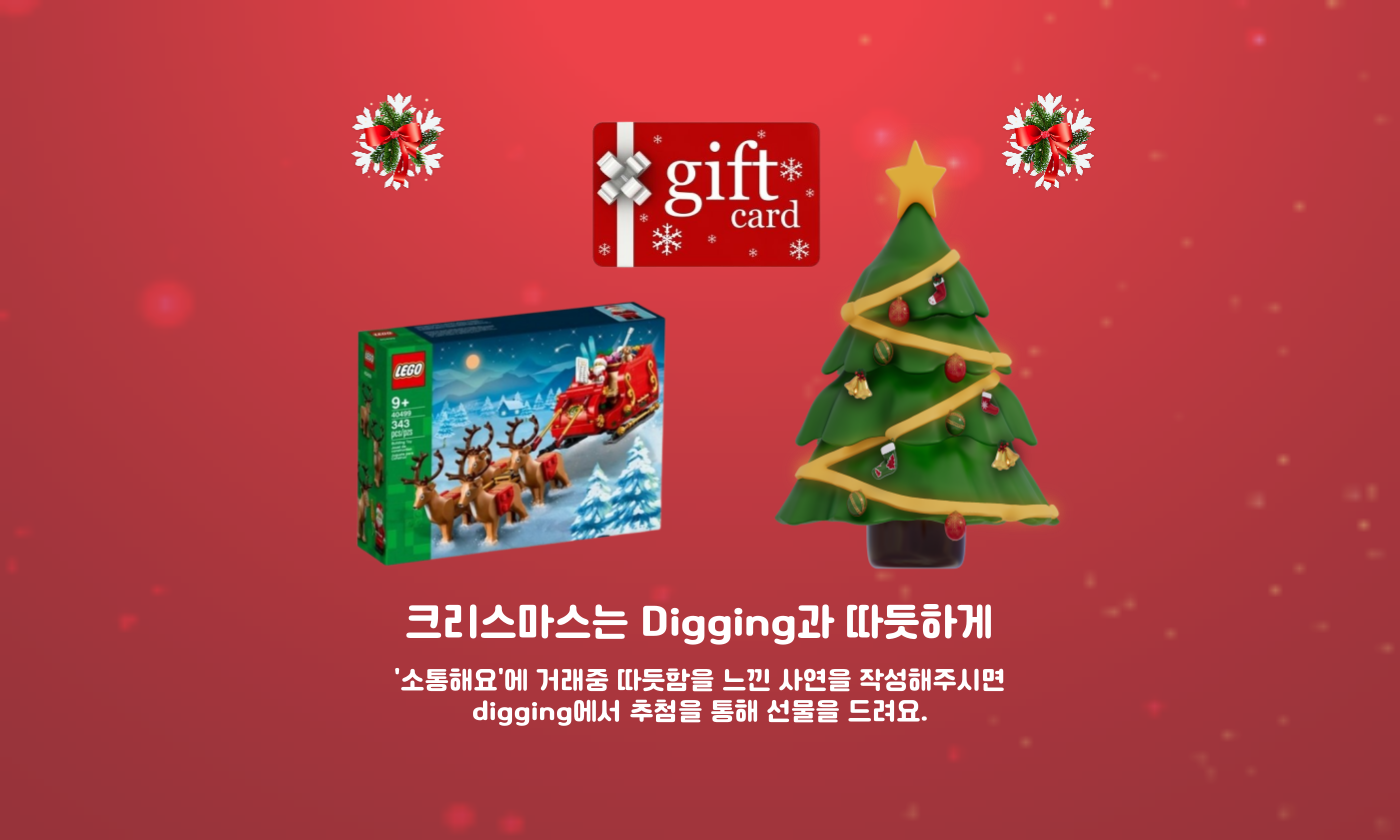 gift
card
LEGO
9+
40499
343
pcs/pjs
크리스마스는 Digging과 따듯하게
'소통해요'에 거래중 따듯함을 느낀 사연을 작성해주시면
digging에서 추첨을 통해 선물을 드려요.